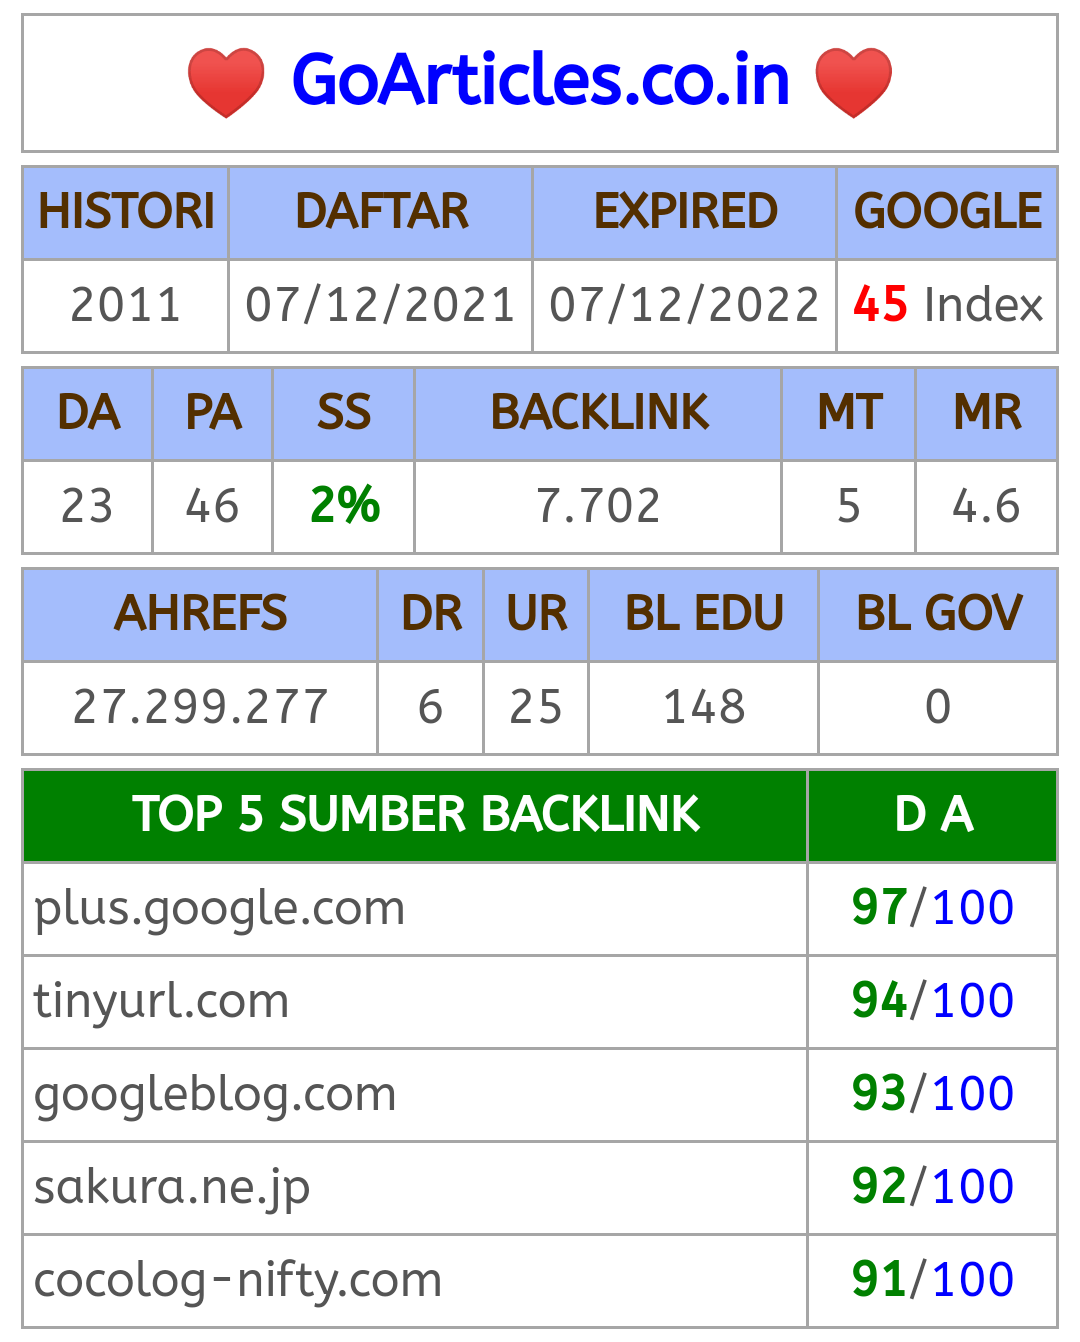 ❤️ GoArticles.co.in ❤️
HISTORI DAFTAR EXPIRED GOOGLE
2011 07/12/2021 07/12/2022 45 Index
DA PA SS BACKLINK MT MR
23 46 2% 7.702 5 4.6
AHREFS DR UR BL EDU BL GOV
27.299.277 6 25 148 0
TOP 5 SUMBER BACKLINK D A
plus.google.com 97/100
tinyurl.com 94/100
googleblog.com 93/100
sakura.ne.jp 92/100
cocolog-nifty.com 91/100